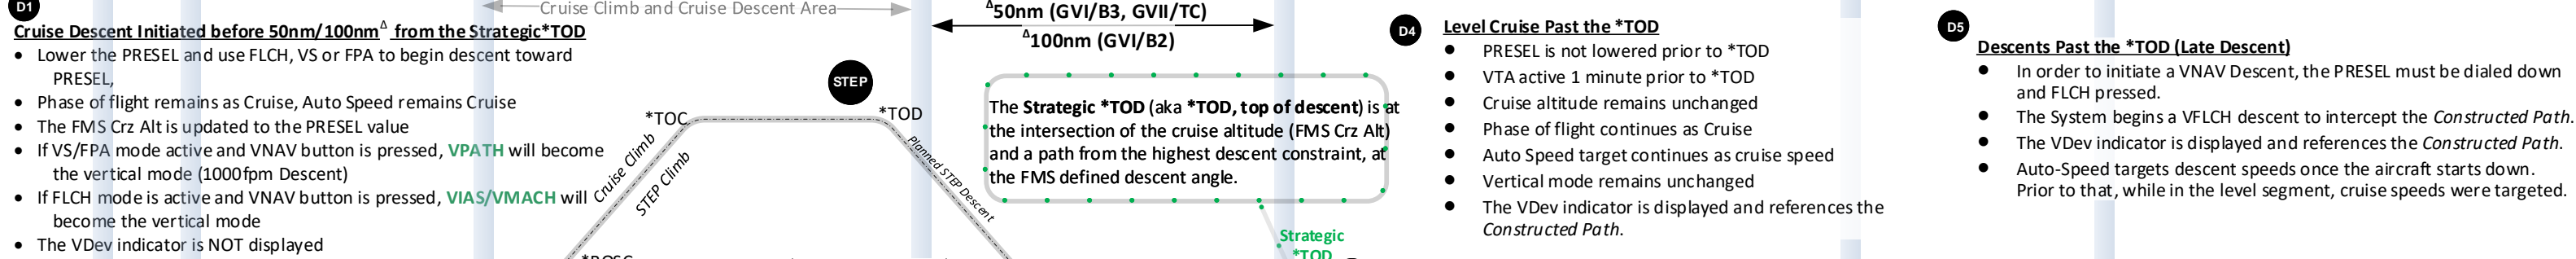 D1
Cruise Climb and Cruise Descent Area
Cruise Descent Initiated before 50nm/100nmΔ from the Strategic*TOD
• Lower the PRESEL and use FLCH, VS or FPA to begin descent toward
PRESEL,
• Phase of flight remains as Cruise, Auto Speed remains Cruise
• The FMS Crz Alt is updated to the PRESEL value
• If VS/FPA mode active and VNAV button is pressed, VPATH will become
the vertical mode (1000fpm Descent)
• If FLCH mode is active and VNAV button is pressed, VIAS/VMACH will
become the vertical mode
• The VDev indicator is NOT displayed
STEP
*TOC
*TOD
Cruise Climb
STEP Climb
Planned STEP Descent
Δ50nm (GVI/B3, GVII/TC)
Δ100nm (GVI/B2)
The Strategic *TOD (aka *TOD, top of descent) is at
the intersection of the cruise altitude (FMS Crz Alt)
and a path from the highest descent constraint, at
the FMS defined descent angle.
Strategic
*TOD
D4
Level Cruise Past the *TOD
• PRESEL is not lowered prior to *TOD
• VTA active 1 minute prior to *TOD
• Cruise altitude remains unchanged
• Phase of flight continues as Cruise
• Auto Speed target continues as cruise speed
• Vertical mode remains unchanged
• The VDev indicator is displayed and references the
Constructed Path.
D5
Descents Past the *TOD (Late Descent)
• In order to initiate a VNAV Descent, the PRESEL must be dialed down
and FLCH pressed.
• The System begins a VFLCH descent to intercept the Constructed Path.
• The VDev indicator is displayed and references the Constructed Path.
• Auto-Speed targets descent speeds once the aircraft starts down.
Prior to that, while in the level segment, cruise speeds were targeted.